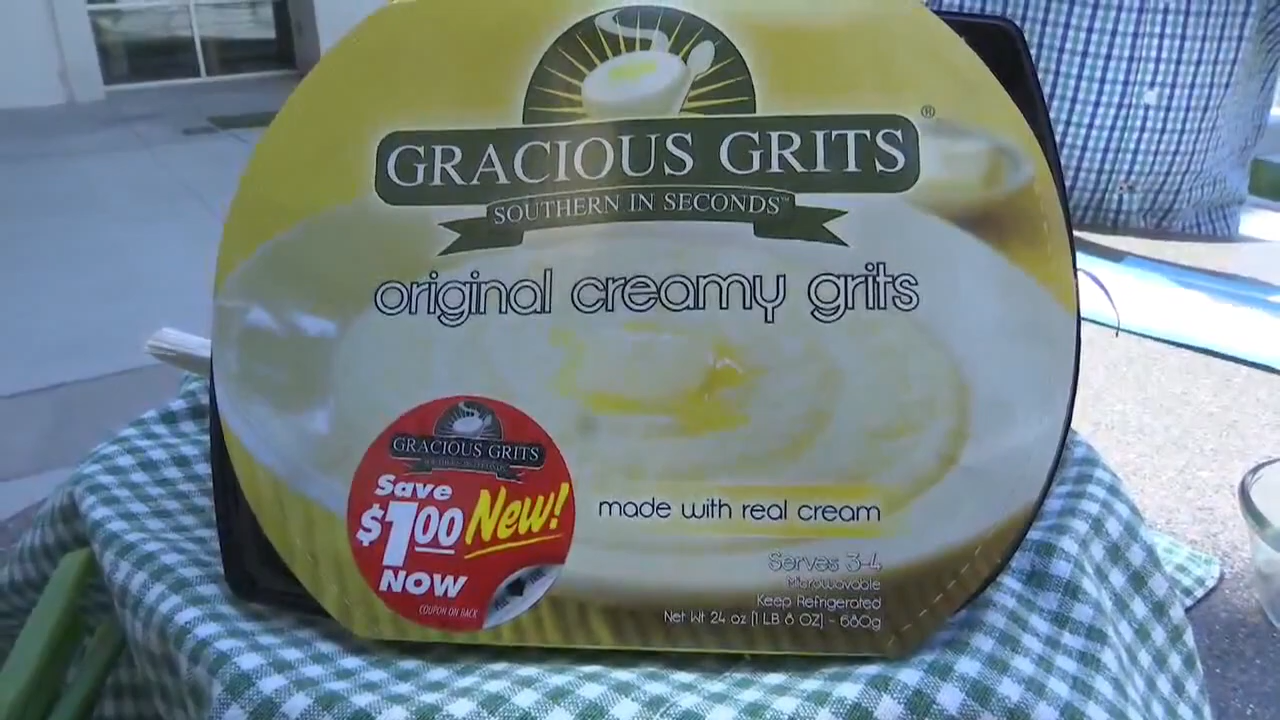 GRACIOUS GRITS®
SOUTHERN IN SECONDS™
original creamy grits
GRACIOUS GRITS
Save
$1.00 New!
NOW
COUPON ON BACK
made with real cream
Serves 3-4
Microwavable
Keep Refrigerated
Net Wt 24 oz [1 LB 8 OZ] - 680g